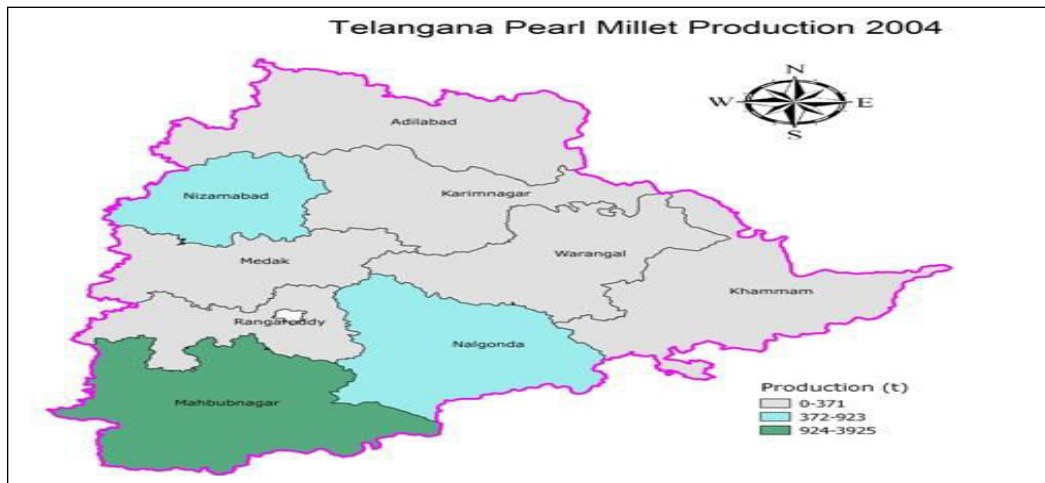 Telangana Pearl Millet Production 2004
N
W E
S
Adilabad
Nizamabad
Karimnagar
Medak
Warangal
Khammam
Rangareddy
Nalgonda
Mahbubnagar
Production (t)
0-371
372-923
924-3925